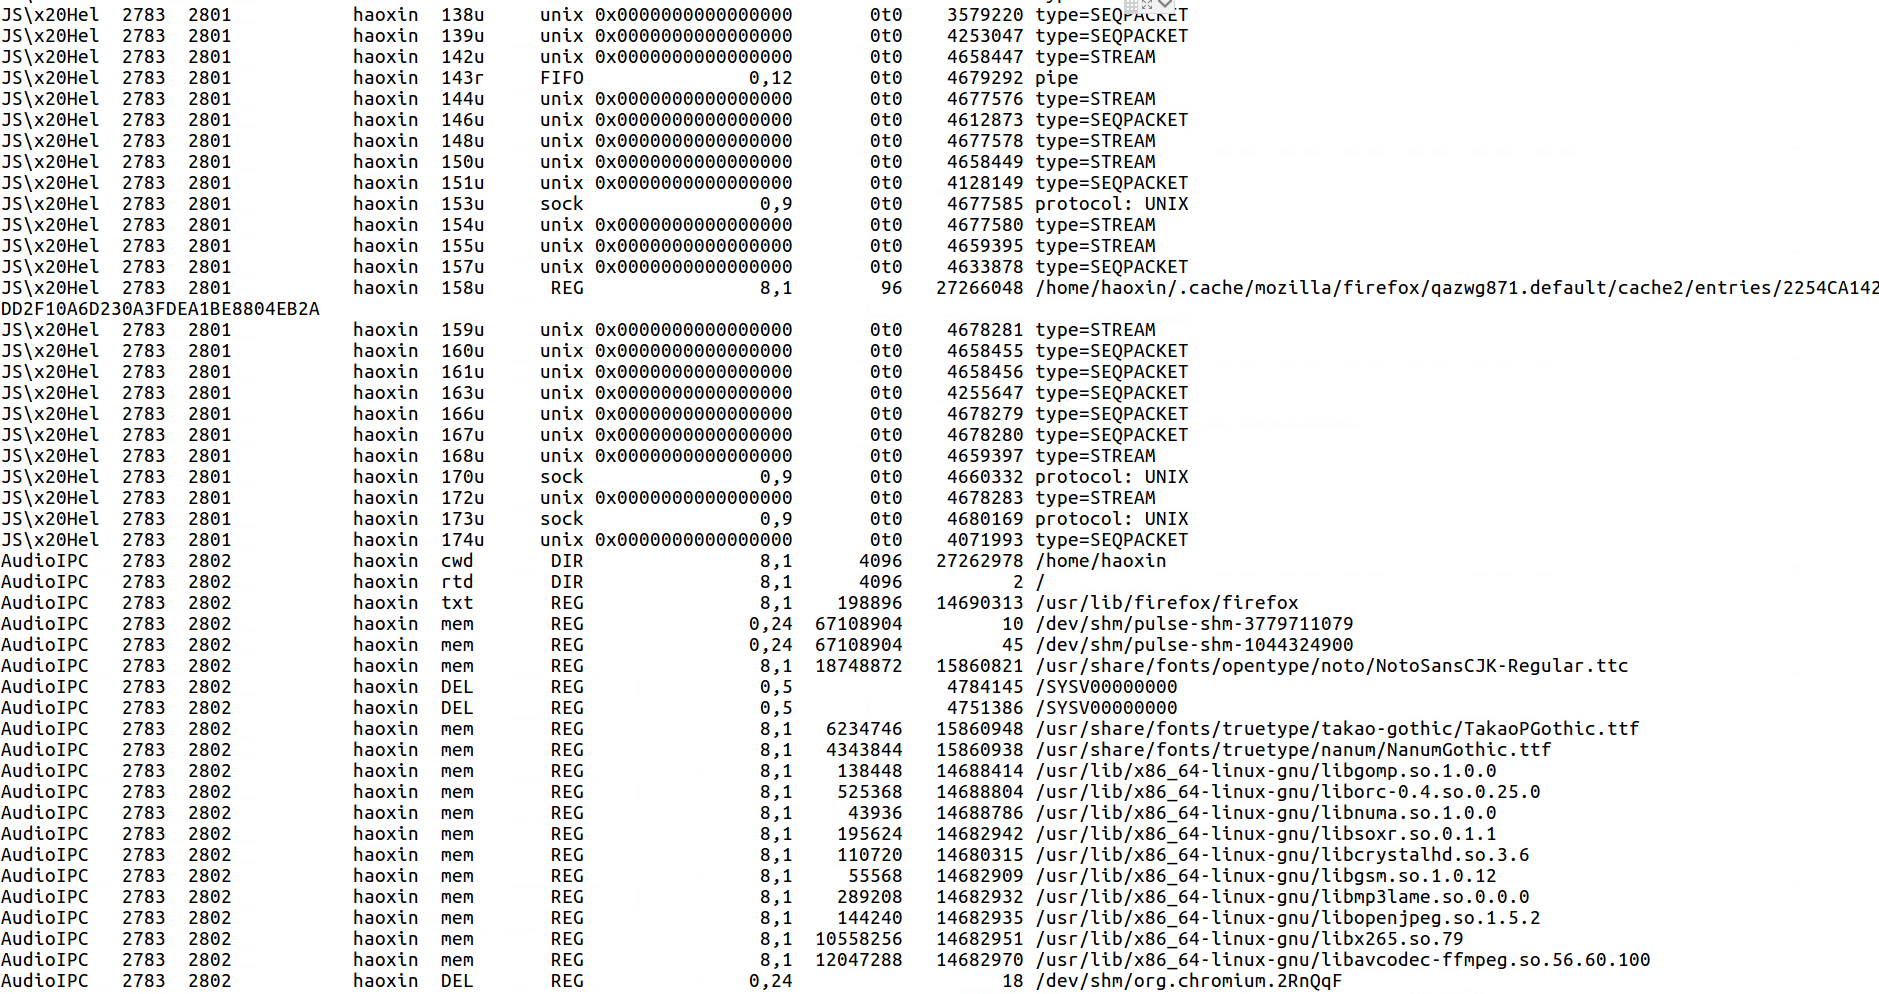 JS\x20Hel 2783 2801 haoxin 138u unix 0x0000000000000000 0t0 3579220 type=SEQPACKET
JS\x20Hel 2783 2801 haoxin 139u unix 0x0000000000000000 0t0 4253047 type=SEQPACKET
JS\x20Hel 2783 2801 haoxin 142u unix 0x0000000000000000 0t0 4658447 type=STREAM
JS\x20Hel 2783 2801 haoxin 143r FIFO 0,12 0t0 4679292 pipe
JS\x20Hel 2783 2801 haoxin 144u unix 0x0000000000000000 0t0 4677576 type=STREAM
JS\x20Hel 2783 2801 haoxin 146u unix 0x0000000000000000 0t0 4612873 type=SEQPACKET
JS\x20Hel 2783 2801 haoxin 148u unix 0x0000000000000000 0t0 4677578 type=STREAM
JS\x20Hel 2783 2801 haoxin 150u unix 0x0000000000000000 0t0 4658449 type=STREAM
JS\x20Hel 2783 2801 haoxin 151u unix 0x0000000000000000 0t0 4128149 type=SEQPACKET
JS\x20Hel 2783 2801 haoxin 153u sock 0,9 0t0 4677585 protocol: UNIX
JS\x20Hel 2783 2801 haoxin 154u unix 0x0000000000000000 0t0 4677580 type=STREAM
JS\x20Hel 2783 2801 haoxin 155u unix 0x0000000000000000 0t0 4659395 type=STREAM
JS\x20Hel 2783 2801 haoxin 157u unix 0x0000000000000000 0t0 4633878 type=SEQPACKET
JS\x20Hel 2783 2801 haoxin 158u REG 8,1 96 27266048 /home/haoxin/.cache/mozilla/firefox/qazwg871.default/cache2/entries/2254CA142
DD2F10A6D230A3FDEA1BE8804EB2A
JS\x20Hel 2783 2801 haoxin 159u unix 0x0000000000000000 0t0 4678281 type=STREAM
JS\x20Hel 2783 2801 haoxin 160u unix 0x0000000000000000 0t0 4658455 type=SEQPACKET
JS\x20Hel 2783 2801 haoxin 161u unix 0x0000000000000000 0t0 4658456 type=SEQPACKET
JS\x20Hel 2783 2801 haoxin 163u unix 0x0000000000000000 0t0 4255647 type=SEQPACKET
JS\x20Hel 2783 2801 haoxin 166u unix 0x0000000000000000 0t0 4678279 type=SEQPACKET
JS\x20Hel 2783 2801 haoxin 167u unix 0x0000000000000000 0t0 4678280 type=SEQPACKET
JS\x20Hel 2783 2801 haoxin 168u unix 0x0000000000000000 0t0 4659397 type=STREAM
JS\x20Hel 2783 2801 haoxin 170u sock 0,9 0t0 4660332 protocol: UNIX
JS\x20Hel 2783 2801 haoxin 172u unix 0x0000000000000000 0t0 4678283 type=STREAM
JS\x20Hel 2783 2801 haoxin 173u sock 0,9 0t0 4680169 protocol: UNIX
JS\x20Hel 2783 2801 haoxin 174u unix 0x0000000000000000 0t0 4071993 type=SEQPACKET
AudioIPC 2783 2802 haoxin cwd DIR 8,1 4096 27262978 /home/haoxin
AudioIPC 2783 2802 haoxin rtd DIR 8,1 4096 2 /
AudioIPC 2783 2802 haoxin txt REG 8,1 198896 14690313 /usr/lib/firefox/firefox
AudioIPC 2783 2802 haoxin mem REG 0,24 67108904 10 /dev/shm/pulse-shm-3779711079
AudioIPC 2783 2802 haoxin mem REG 0,24 67108904 45 /dev/shm/pulse-shm-1044324900
AudioIPC 2783 2802 haoxin mem REG 8,1 18748872 15860821 /usr/share/fonts/opentype/noto/NotoSansCJK-Regular.ttc
AudioIPC 2783 2802 haoxin DEL REG 0,5 4784145 /SYSV00000000
AudioIPC 2783 2802 haoxin DEL REG 0,5 4751386 /SYSV00000000
AudioIPC 2783 2802 haoxin mem REG 8,1 6234746 15860948 /usr/share/fonts/truetype/takao-gothic/TakaoPGothic.ttf
AudioIPC 2783 2802 haoxin mem REG 8,1 4343844 15860938 /usr/share/fonts/truetype/nanum/NanumGothic.ttf
AudioIPC 2783 2802 haoxin mem REG 8,1 138448 14688414 /usr/lib/x86_64-linux-gnu/libgomp.so.1.0.0
AudioIPC 2783 2802 haoxin mem REG 8,1 525368 14688804 /usr/lib/x86_64-linux-gnu/liborc-0.4.so.0.25.0
AudioIPC 2783 2802 haoxin mem REG 8,1 43936 14688786 /usr/lib/x86_64-linux-gnu/libnuma.so.1.0.0
AudioIPC 2783 2802 haoxin mem REG 8,1 195624 14682942 /usr/lib/x86_64-linux-gnu/libsoxr.so.0.1.1
AudioIPC 2783 2802 haoxin mem REG 8,1 110720 14680315 /usr/lib/x86_64-linux-gnu/libcrystalhd.so.3.6
AudioIPC 2783 2802 haoxin mem REG 8,1 55568 14682909 /usr/lib/x86_64-linux-gnu/libgsm.so.1.0.12
AudioIPC 2783 2802 haoxin mem REG 8,1 289208 14682932 /usr/lib/x86_64-linux-gnu/libmp3lame.so.0.0.0
AudioIPC 2783 2802 haoxin mem REG 8,1 144240 14682935 /usr/lib/x86_64-linux-gnu/libopenjpeg.so.1.5.2
AudioIPC 2783 2802 haoxin mem REG 8,1 10558256 14682951 /usr/lib/x86_64-linux-gnu/libx265.so.79
AudioIPC 2783 2802 haoxin mem REG 8,1 12047288 14682970 /usr/lib/x86_64-linux-gnu/libavcodec-ffmpeg.so.56.60.100
AudioIPC 2783 2802 haoxin DEL REG 0,24 18 /dev/shm/org.chromium.2RnQqF